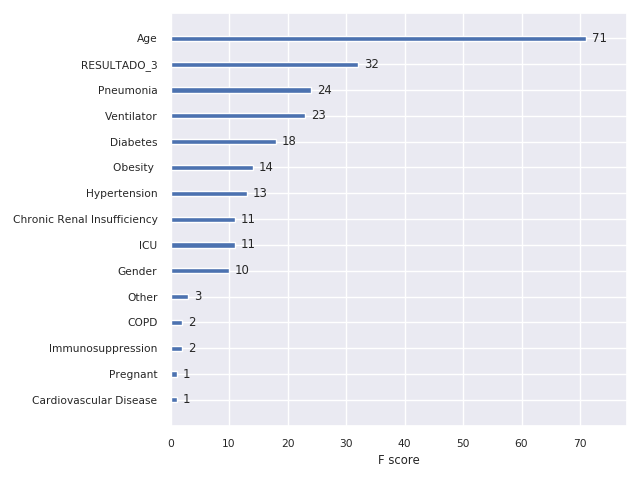 Age 71
RESULTADO_3 32
Pneumonia 24
Ventilator 23
Diabetes 18
Obesity 14
Hypertension 13
Chronic Renal Insufficiency 11
ICU 11
Gender 10
Other 3
COPD 2
Immunosuppression 2
Pregnant 1
Cardiovascular Disease 1
0 10 20 30 40 50 60 70
F score